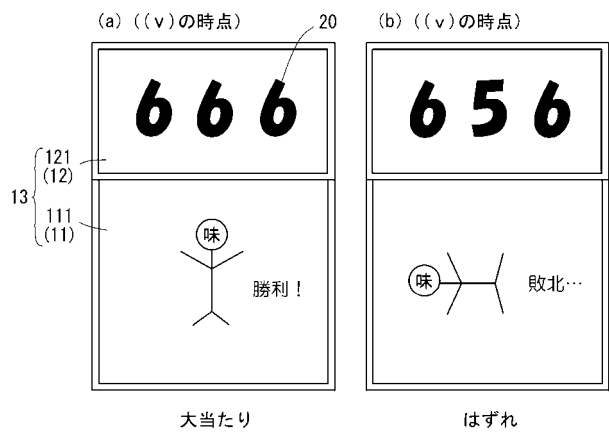 (a) ((v)の時点)
20
(b) ((v)の時点)
6 6 6
6 5 6
121
(12)
13
111
(11)
味
勝利！
味
敗北…
大当たり
はずれ